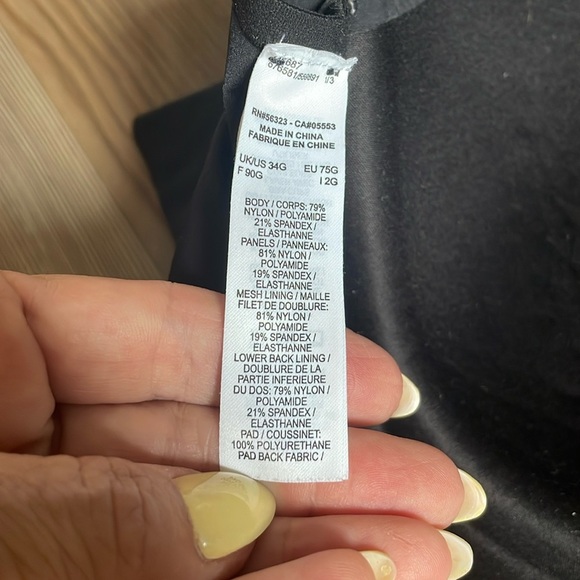 1/3
RN#56323 - CA#05553
MADE IN CHINA
FABRIQUE EN CHINE
UK/US 34G EU 75G
F 90G I 2G
BODY / CORPS: 79%
NYLON / POLYAMIDE
21% SPANDEX /
ELASTHANNE
PANELS / PANNEAUX:
81% NYLON /
POLYAMIDE
19% SPANDEX /
ELASTHANNE
MESH LINING / MAILLE
FILET DE DOUBLURE:
81% NYLON /
POLYAMIDE
19% SPANDEX /
ELASTHANNE
LOWER BACK LINING /
DOUBLURE DE LA
PARTIE INFERIEURE
DU DOS: 79% NYLON /
POLYAMIDE
21% SPANDEX /
ELASTHANNE
PAD / COUSSINET:
100% POLYURETHANE
PAD BACK FABRIC /